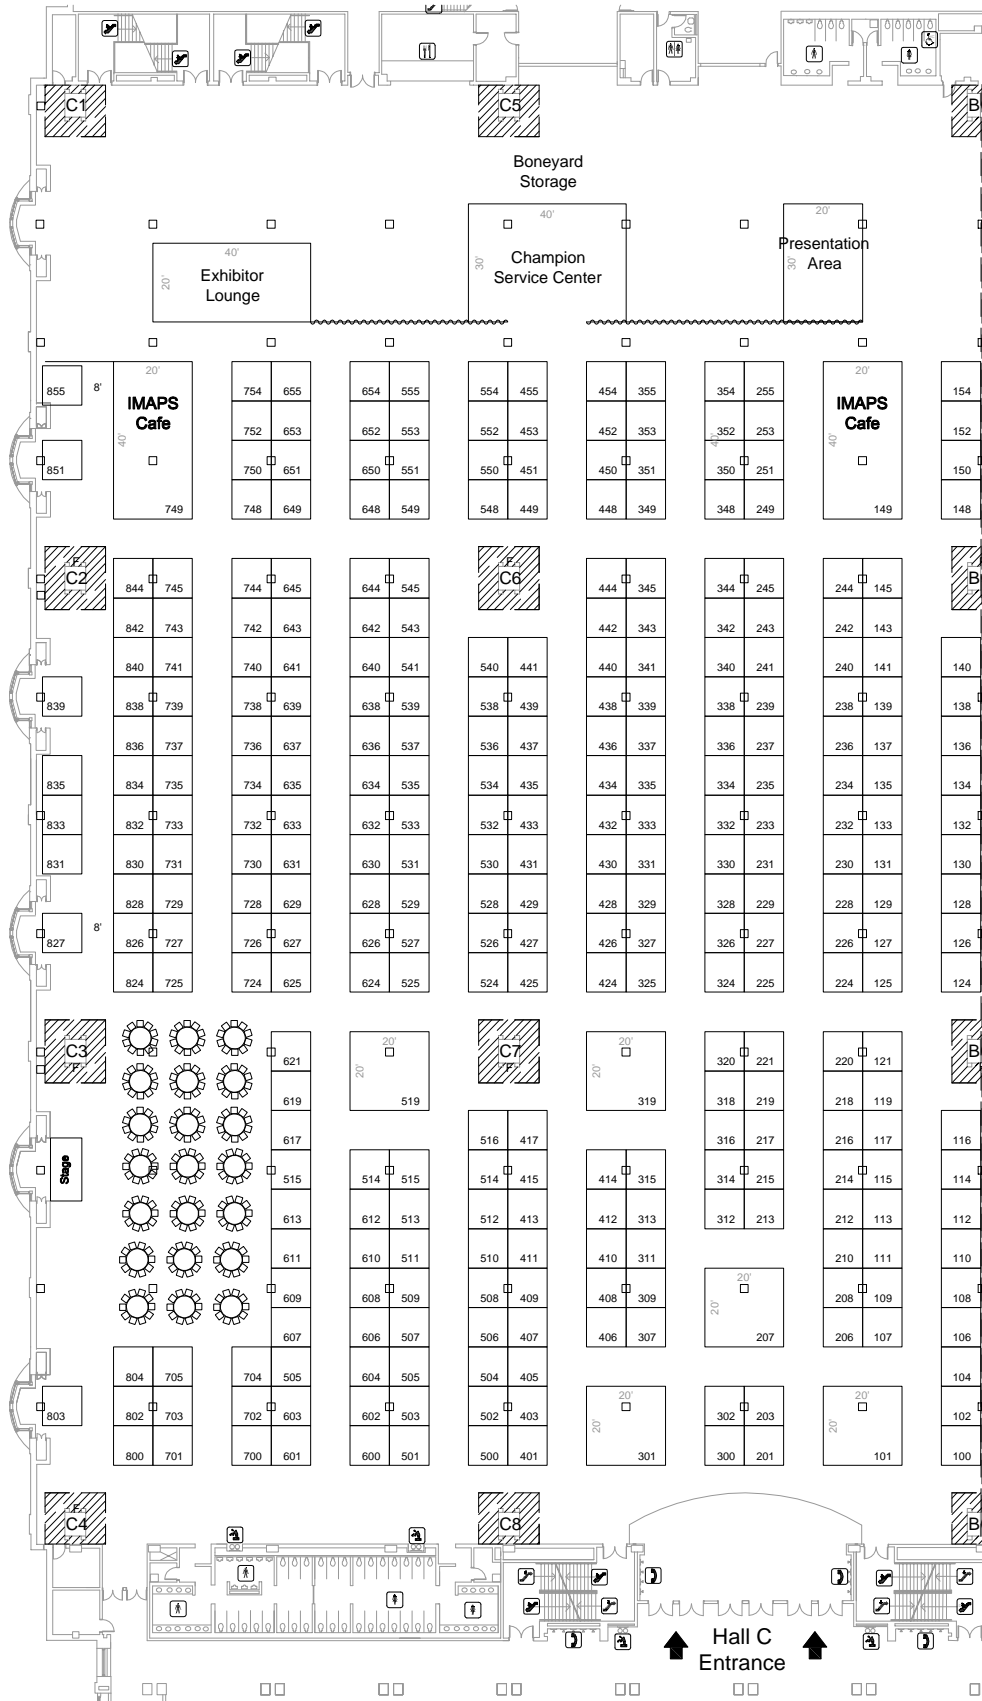 C1 C5 B
Boneyard
Storage
40' 20'
40' Champion Presentation
20' Exhibitor 30' Service Center 30' Area
Lounge
20' 20'
855 8' IMAPS 754 655 654 555 554 455 454 355 354 255 IMAPS 154
Cafe Cafe
752 653 652 553 552 453 452 353 352 253 152
40' 40' 40'
851 750 651 650 551 550 451 450 351 350 251 150
749 748 649 648 549 548 449 448 349 348 249 149 148
F F
C2 C6 B
844 745 744 645 644 545 444 345 344 245 244 145
842 743 742 643 642 543 442 343 342 243 242 143
840 741 740 641 640 541 540 441 440 341 340 241 240 141 140
839 838 739 738 639 638 539 538 439 438 339 338 239 238 139 138
836 737 736 637 636 537 536 437 436 337 336 237 236 137 136
835 834 735 734 635 634 535 534 435 434 335 334 235 234 135 134
833 832 733 732 633 632 533 532 433 432 333 332 233 232 133 132
831 830 731 730 631 630 531 530 431 430 331 330 231 230 131 130
828 729 728 629 628 529 528 429 428 329 328 229 228 129 128
827 8' 826 727 726 627 626 527 526 427 426 327 326 227 226 127 126
824 725 724 625 624 525 524 425 424 325 324 225 224 125 124
20' 20'
C3 C7 B
F F
621 320 221 220 121
20' 20'
619 519 319 318 219 218 119
617 516 417 316 217 216 117 116
Stage
515 514 515 514 415 414 315 314 215 214 115 114
613 612 513 512 413 412 313 312 213 212 113 112
611 610 511 510 411 410 311 210 111 110
20'
609 608 509 508 409 408 309 208 109 108
20'
607 606 507 506 407 406 307 207 206 107 106
804 705 704 505 604 505 504 405 104
20' 20'
803 802 703 702 603 602 503 502 403 302 203 102
20' 20'
800 701 700 601 600 501 500 401 301 300 201 101 100
F
C4 C8 B
Hall C
Entrance